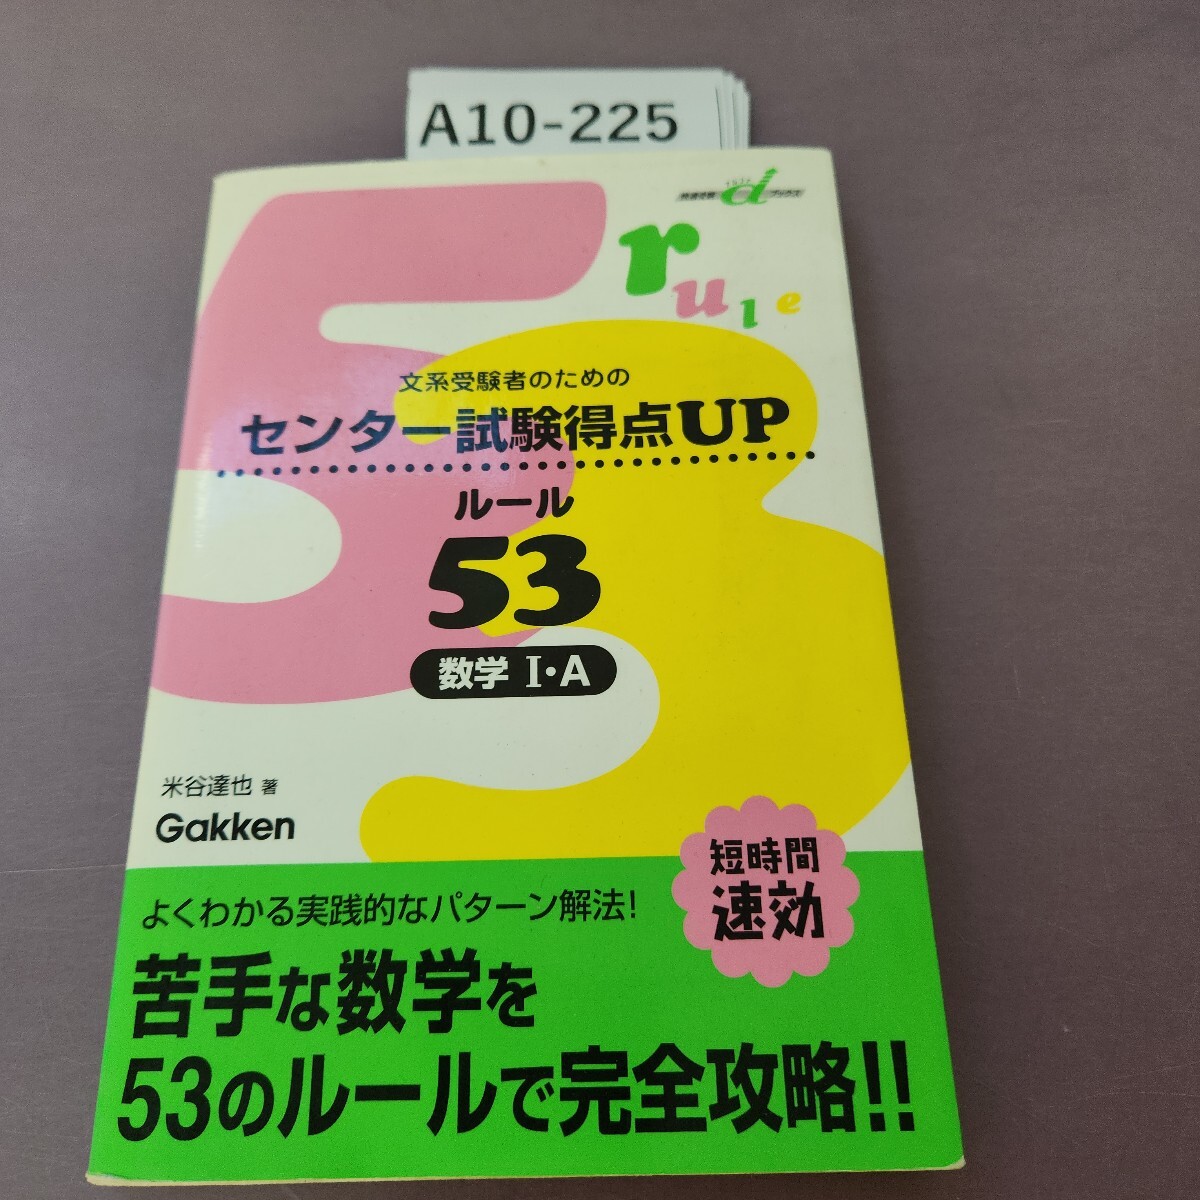 A10-225
d
rule
文系受験者のための
センター試験得点UP
ルール
53
数学 I・A
米谷達也 著
Gakken
短時間
速効
よくわかる実践的なパターン解法!
苦手な数学を
53のルールで完全攻略!!